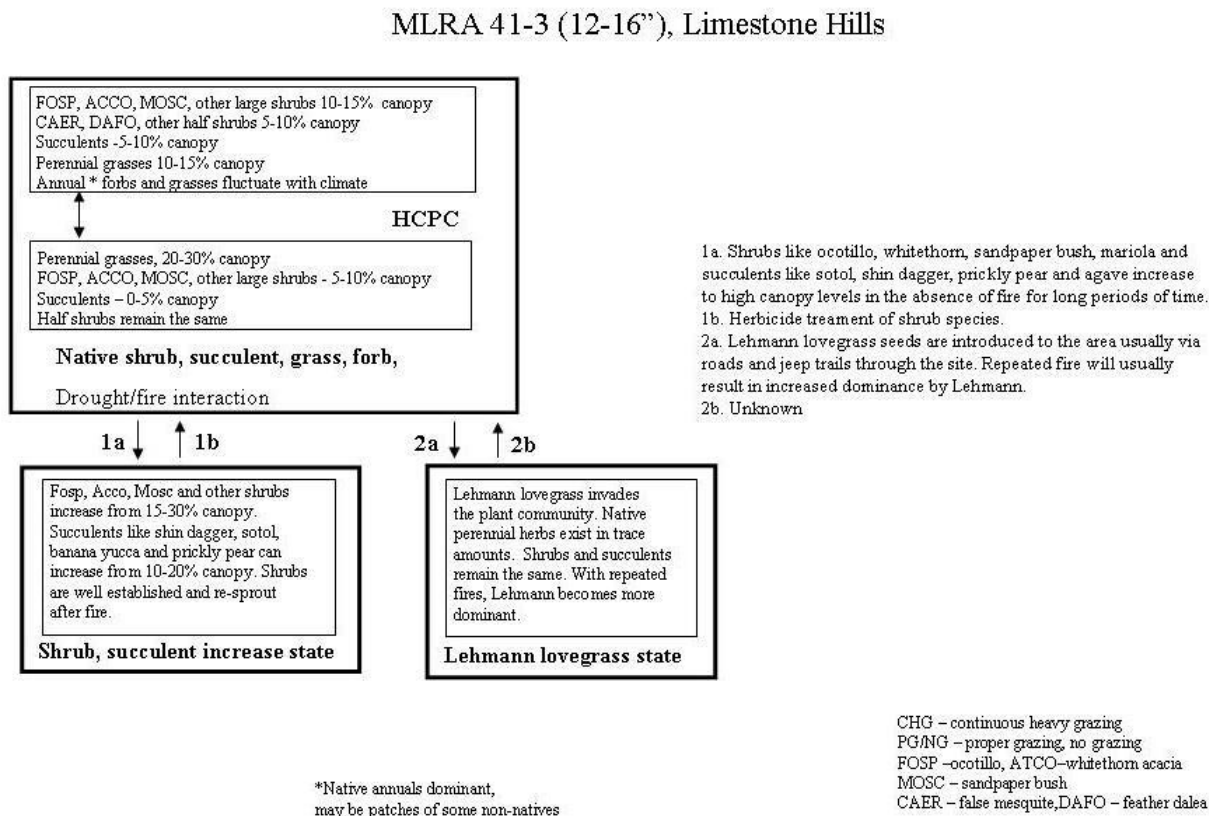 MLRA 41-3 (12-16”), Limestone Hills
FOSP, ACCO, MOSC, other large shrubs 10-15% canopy
CAER, DAFO, other half shrubs 5-10% canopy
Succulents -5-10% canopy
Perennial grasses 10-15% canopy
Annual * forbs and grasses fluctuate with climate
HCPC
Perennial grasses, 20-30% canopy
FOSP, ACCO, MOSC, other large shrubs - 5-10% canopy
Succulents – 0-5% canopy
Half shrubs remain the same
Native shrub, succulent, grass, forb,
Drought/fire interaction
1a. Shrubs like ocotillo, whitethorn, sandpaper bush, mariola and
succulents like sotol, shin dagger, prickly pear and agave increase
to high canopy levels in the absence of fire for long periods of time.
1b. Herbicide treament of shrub species.
2a. Lehmann lovegrass seeds are introduced to the area usually via
roads and jeep trails through the site. Repeated fire will usually
result in increased dominance by Lehmann.
2b. Unknown
1a 1b
2a 2b
Fosp, Acco, Mosc and other shrubs
increase from 15-30% canopy.
Succulents like shin dagger, sotol,
banana yucca and prickly pear can
increase from 10-20% canopy. Shrubs
are well established and re-sprout
after fire.
Shrub, succulent increase state
Lehmann lovegrass invades
the plant community. Native
perennial herbs exist in trace
amounts. Shrubs and succulents
remain the same. With repeated
fires, Lehmann becomes more
dominant.
Lehmann lovegrass state
*Native annuals dominant,
may be patches of some non-natives
CHG – continuous heavy grazing
PG/NG – proper grazing, no grazing
FOSP –ocotillo, ATCO–whitethorn acacia
MOSC – sandpaper bush
CAER – false mesquite,DAFO – feather dalea